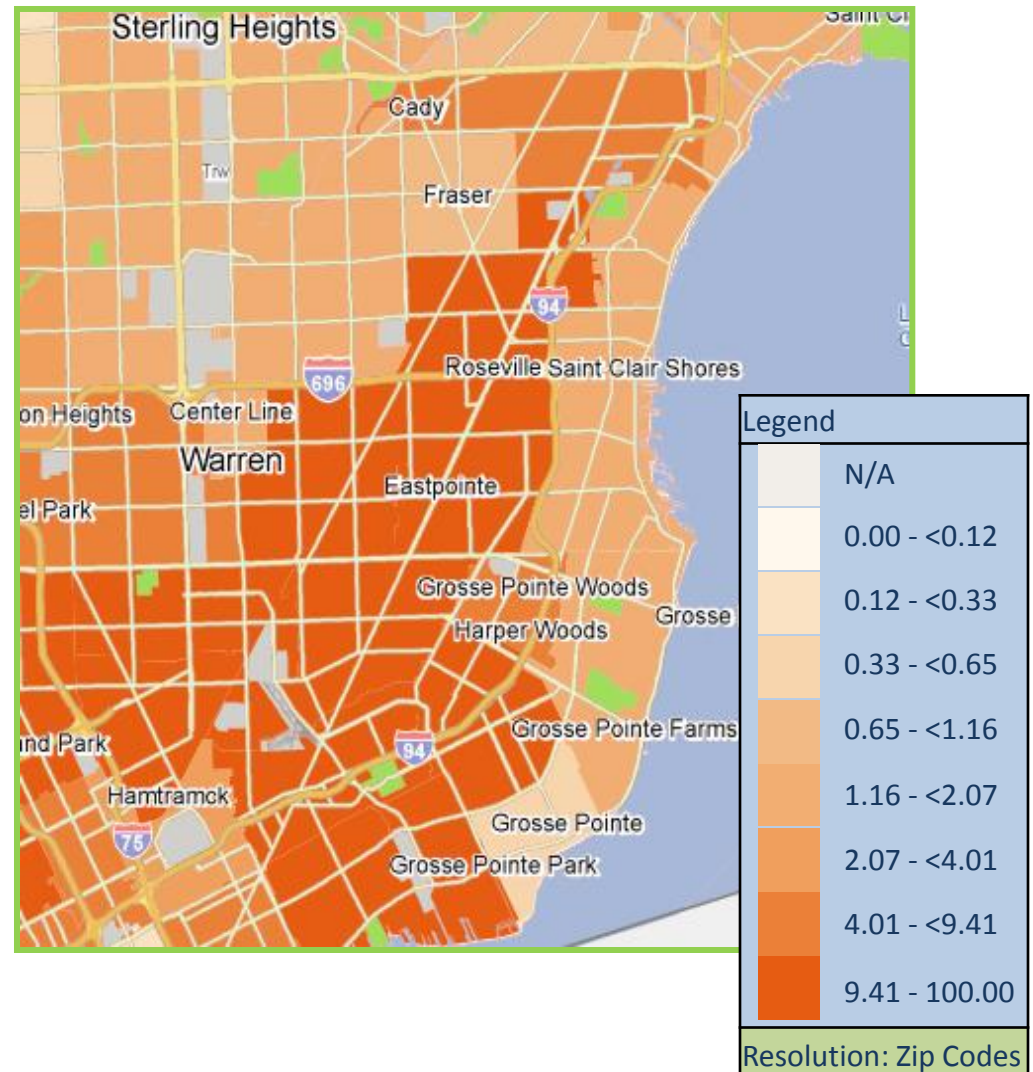 Sterling Heights
Cady
Trw
Fraser
94
Roseville
Saint Clair Shores
696
on Heights
Center Line
Warren
Eastpointe
el Park
Grosse Pointe Woods
Grosse
Harper Woods
Grosse Pointe Farms
and Park
94
Hamtramck
75
Grosse Pointe
Grosse Pointe Park
Legend
N/A
0.00 - <0.12
0.12 - <0.33
0.33 - <0.65
0.65 - <1.16
1.16 - <2.07
2.07 - <4.01
4.01 - <9.41
9.41 - 100.00
Resolution: Zip Codes